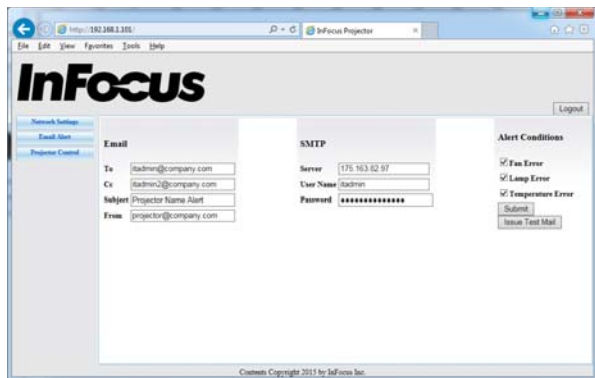 http://192.168.1.101/
InFocus Projector
File Edit View Favorites Tools Help
InFocus
Logout
Network Settings
Email Alert
Projector Control
Email
To itadmin@company.com
Cc itadmin2@company.com
Subject Projector Name Alert
From projector@company.com
SMTP
Server 175.163.62.97
User Name itadmin
Password ●●●●●●●●●●●●●●
Alert Conditions
Fan Error
Lamp Error
Temperature Error
Submit
Issue Test Mail
Contents Copyright 2015 by InFocus Inc.